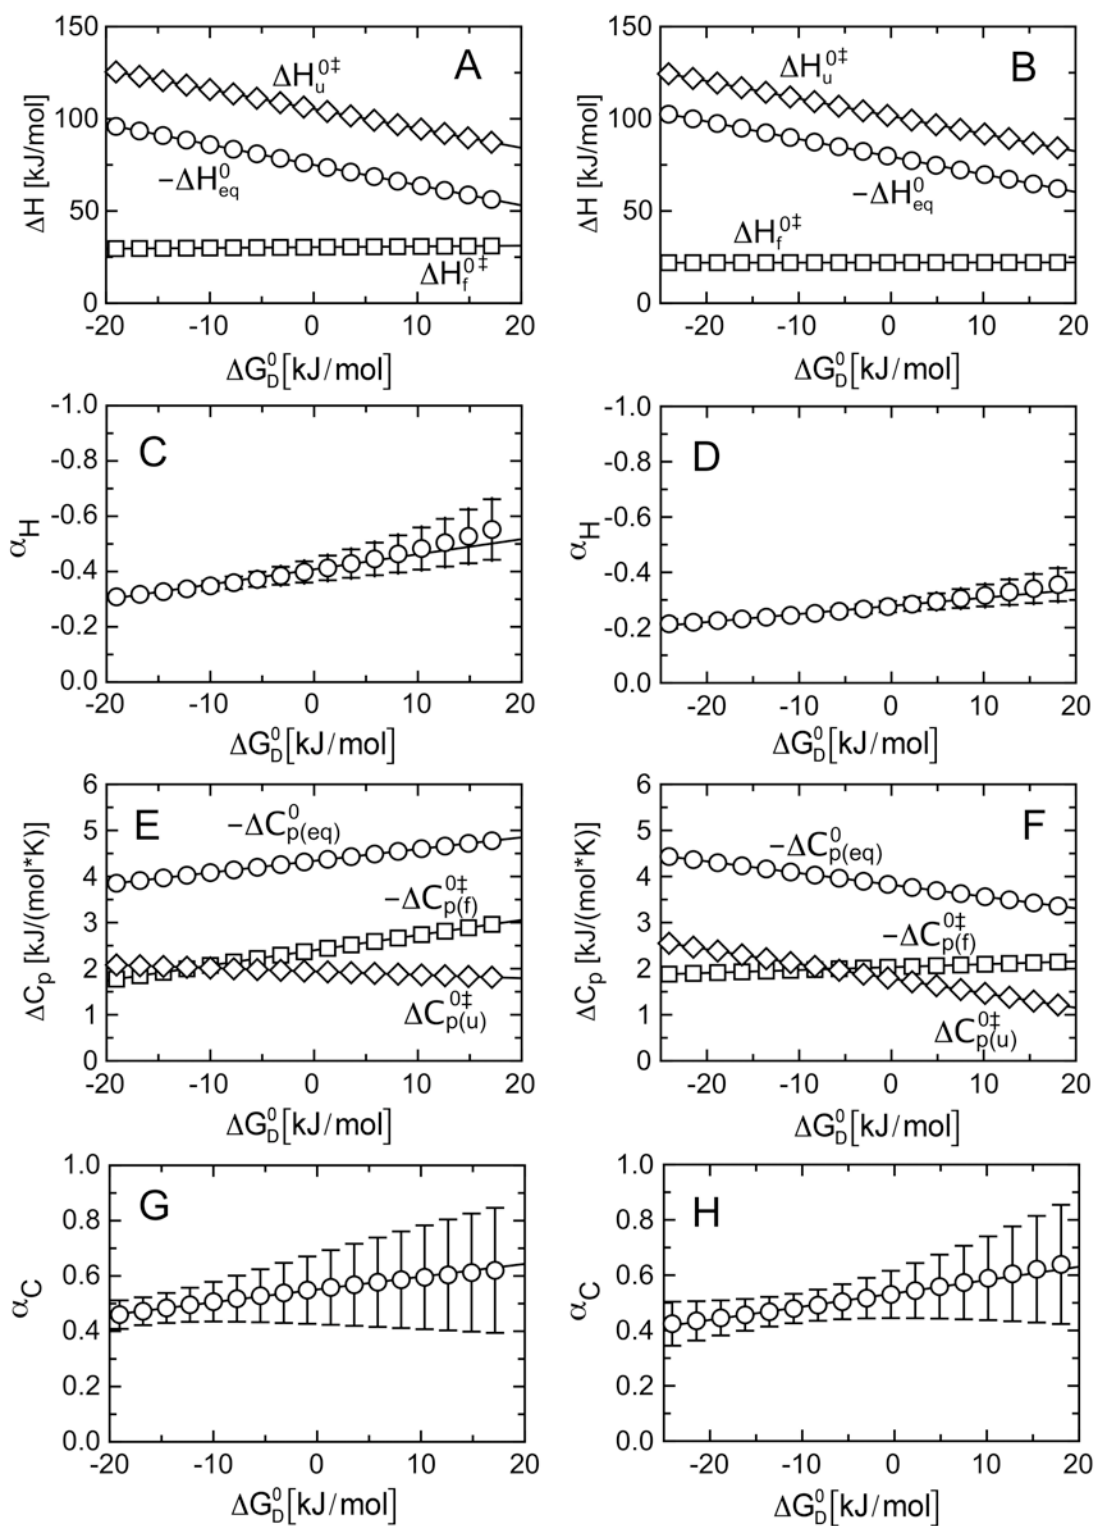 A
ΔH [kJ/mol]
150
100
50
0
ΔH_u^{0‡}
−ΔH_eq^0
ΔH_f^{0‡}
-20 -10 0 10 20
ΔG_D^0 [kJ/mol]
B
ΔH [kJ/mol]
150
100
50
0
ΔH_u^{0‡}
−ΔH_eq^0
ΔH_f^{0‡}
-20 -10 0 10 20
ΔG_D^0 [kJ/mol]
C
α_H
-1.0
-0.8
-0.6
-0.4
-0.2
0.0
-20 -10 0 10 20
ΔG_D^0 [kJ/mol]
D
α_H
-1.0
-0.8
-0.6
-0.4
-0.2
0.0
-20 -10 0 10 20
ΔG_D^0 [kJ/mol]
E
ΔC_p [kJ/(mol*K)]
6
5
4
3
2
1
0
−ΔC_{p(eq)}^0
−ΔC_{p(f)}^{0‡}
ΔC_{p(u)}^{0‡}
-20 -10 0 10 20
ΔG_D^0 [kJ/mol]
F
ΔC_p [kJ/(mol*K)]
6
5
4
3
2
1
0
−ΔC_{p(eq)}^0
−ΔC_{p(f)}^{0‡}
ΔC_{p(u)}^{0‡}
-20 -10 0 10 20
ΔG_D^0 [kJ/mol]
G
α_C
1.0
0.8
0.6
0.4
0.2
0.0
-20 -10 0 10 20
ΔG_D^0 [kJ/mol]
H
α_C
1.0
0.8
0.6
0.4
0.2
0.0
-20 -10 0 10 20
ΔG_D^0 [kJ/mol]